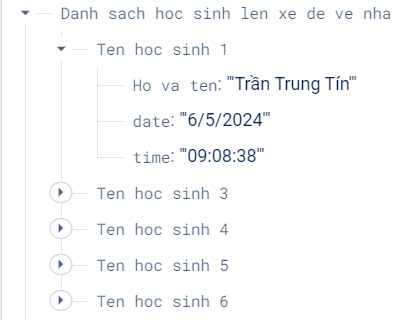 Danh sach hoc sinh len xe de ve nha
Ten hoc sinh 1
Ho va ten: "'Trần Trung Tín'"
date: "'6/5/2024'"
time: "'09:08:38'"
Ten hoc sinh 3
Ten hoc sinh 4
Ten hoc sinh 5
Ten hoc sinh 6